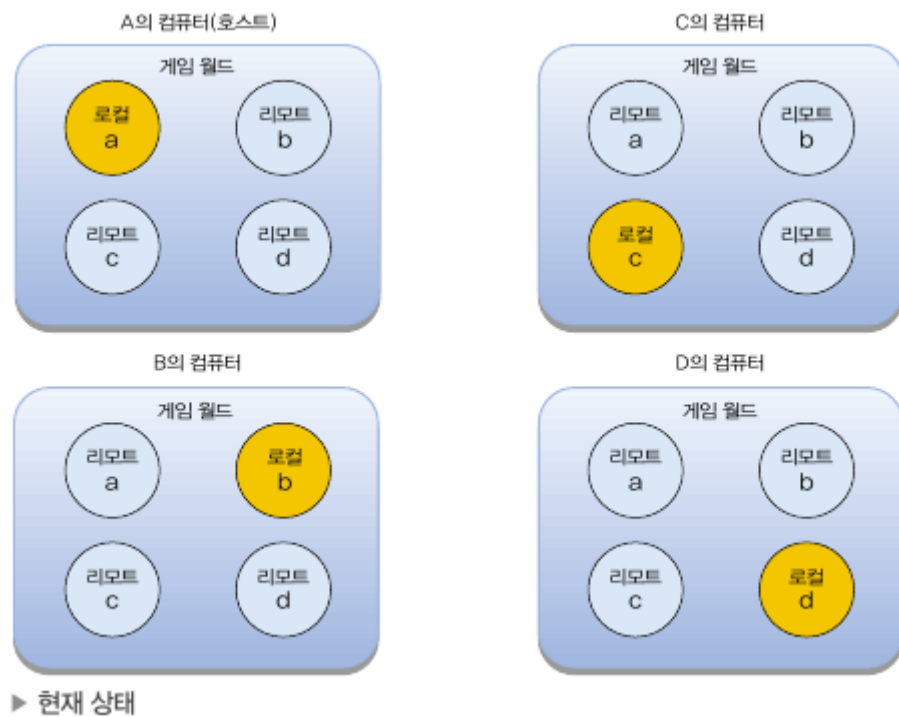 A의 컴퓨터(호스트)
게임 월드
로컬
a
리모트
b
리모트
c
리모트
d
C의 컴퓨터
게임 월드
리모트
a
리모트
b
로컬
c
리모트
d
B의 컴퓨터
게임 월드
리모트
a
로컬
b
리모트
c
리모트
d
D의 컴퓨터
게임 월드
리모트
a
리모트
b
리모트
c
로컬
d
▶ 현재 상태